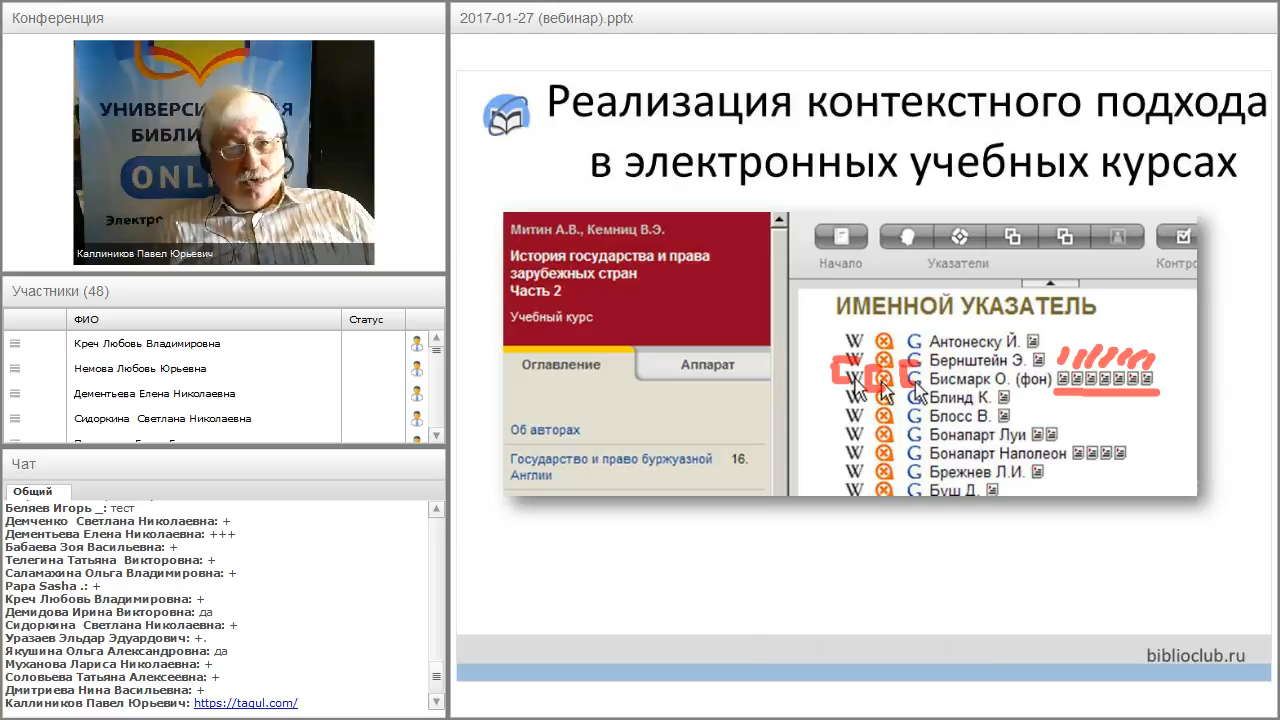 Конференция
УНИВЕРСИ ЯЯ
БИБЛИ
ONL
Электро
Каллиников Павел Юрьевич
Участники (48)
ФИО
Статус
Креч Любовь Владимировна
Немова Любовь Юрьевна
Дементьева Елена Николаевна
Сидоркина Светлана Николаевна
Чат
Общий
Беляев Игорь _: тест
Демченко Светлана Николаевна: +
Дементьева Елена Николаевна: +++
Бабаева Зоя Васильевна: +
Телегина Татьяна Викторовна: +
Саламахина Ольга Владимировна: +
Papa Sasha .: +
Креч Любовь Владимировна: +
Демидова Ирина Викторовна: да
Сидоркина Светлана Николаевна: +
Уразаев Эльдар Эдуардович: +.
Якушина Ольга Александровна: да
Муханова Лариса Николаевна: +
Соловьева Татьяна Алексеевна: +
Дмитриева Нина Васильевна: +
Каллиников Павел Юрьевич: https://tagul.com/
2017-01-27 (вебинар).pptx
Реализация контекстного подхода
в электронных учебных курсах
Митин А.В., Кемниц В.Э.
История государства и права
зарубежных стран
Часть 2
Учебный курс
Оглавление
Аппарат
Об авторах
Государство и право буржуазной 16.
Англии
Начало
Указатели
Контро
ИМЕННОЙ УКАЗАТЕЛЬ
W G Антонеску Й.
W G Бернштейн Э.
W G Бисмарк О. (фон)
W G Блинд К.
W G Блосс В.
W G Бонапарт Луи
W G Бонапарт Наполеон
W G Брежнев Л.И.
W G Буш Д.
biblioclub.ru